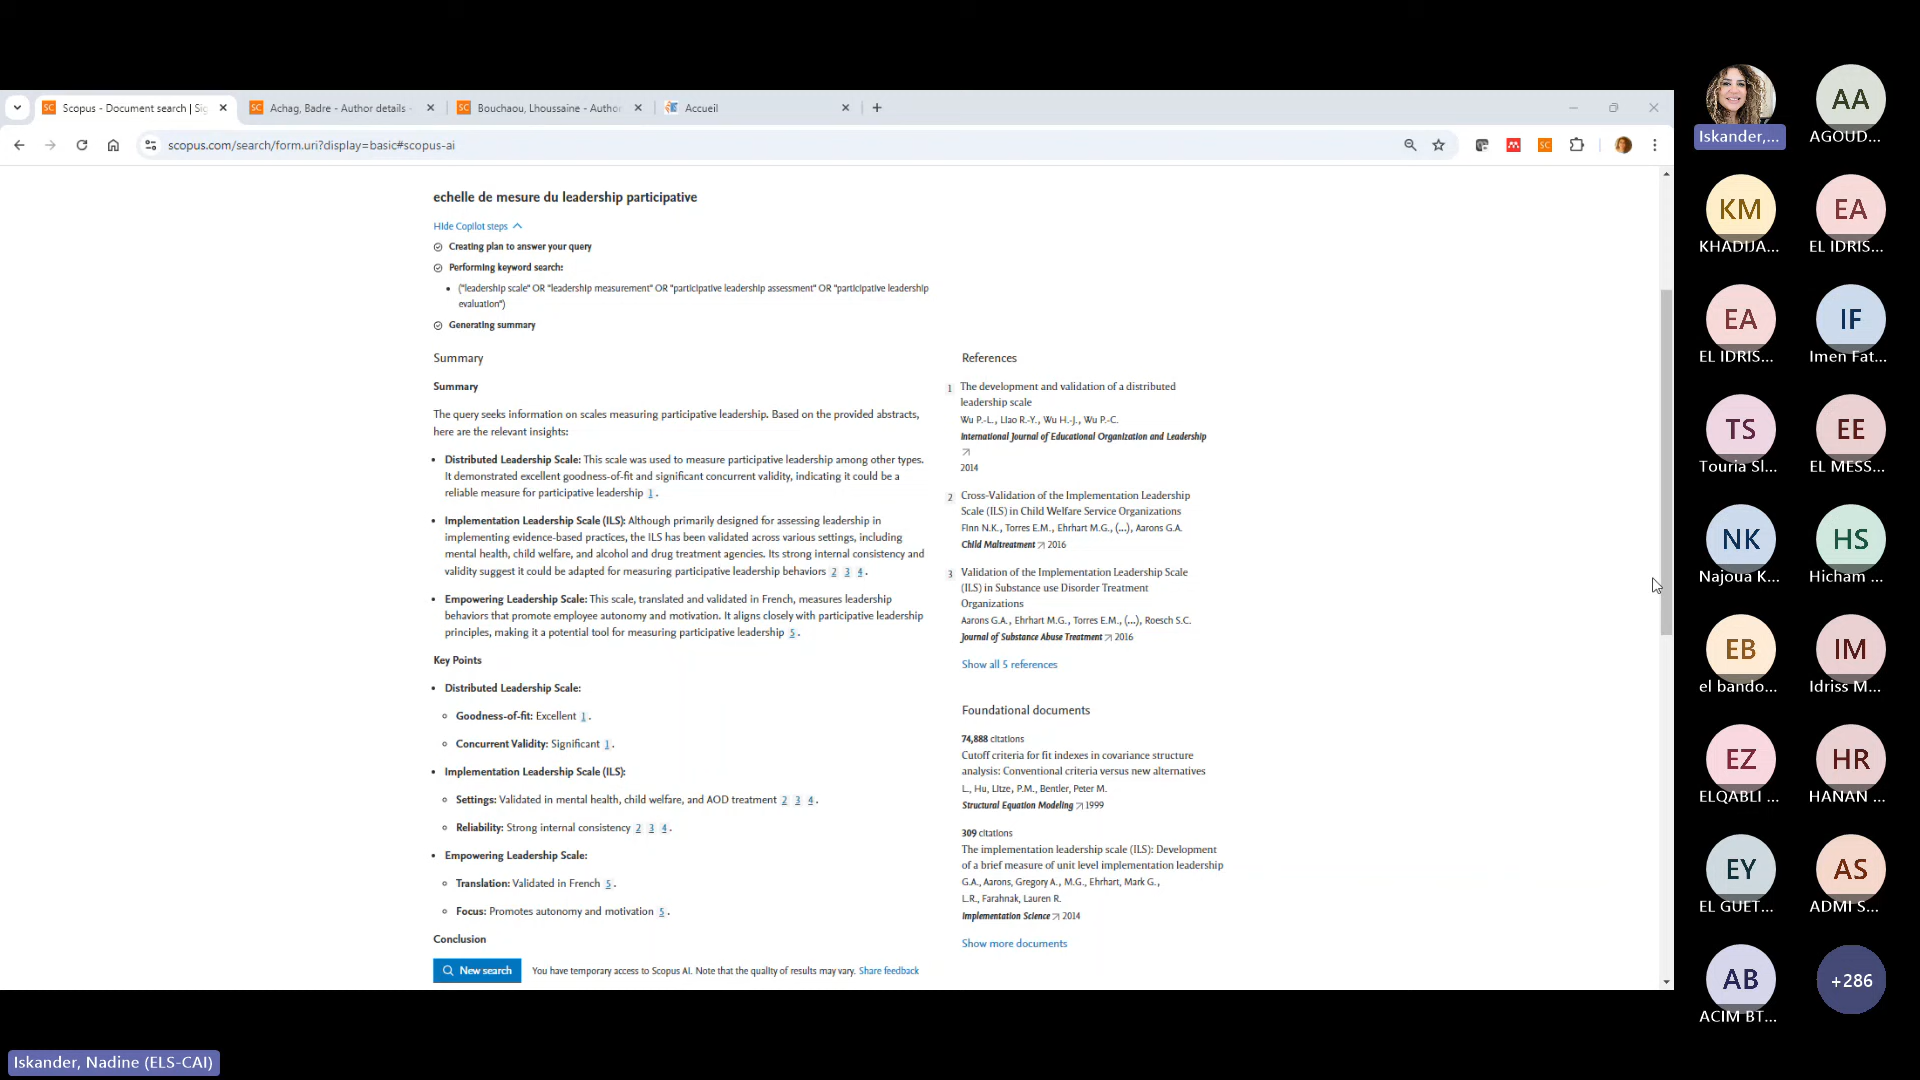 Scopus - Document search | Sig
Achag, Badre - Author details -
Bouchaou, Lhoussaine - Author
Accueil
scopus.com/search/form.uri?display=basic#scopus-ai
echelle de mesure du leadership participative
Hide Copilot steps
Creating plan to answer your query
Performing keyword search:
("leadership scale" OR "leadership measurement" OR "participative leadership assessment" OR "participative leadership
evaluation")
Generating summary
Summary
Summary
The query seeks information on scales measuring participative leadership. Based on the provided abstracts,
here are the relevant insights:
Distributed Leadership Scale: This scale was used to measure participative leadership among other types.
It demonstrated excellent goodness-of-fit and significant concurrent validity, indicating it could be a
reliable measure for participative leadership 1 .
Implementation Leadership Scale (ILS): Although primarily designed for assessing leadership in
implementing evidence-based practices, the ILS has been validated across various settings, including
mental health, child welfare, and alcohol and drug treatment agencies. Its strong internal consistency and
validity suggest it could be adapted for measuring participative leadership behaviors 2 3 4 .
Empowering Leadership Scale: This scale, translated and validated in French, measures leadership
behaviors that promote employee autonomy and motivation. It aligns closely with participative leadership
principles, making it a potential tool for measuring participative leadership 5 .
Key Points
Distributed Leadership Scale:
Goodness-of-fit: Excellent 1 .
Concurrent Validity: Significant 1 .
Implementation Leadership Scale (ILS):
Settings: Validated in mental health, child welfare, and AOD treatment 2 3 4 .
Reliability: Strong internal consistency 2 3 4 .
Empowering Leadership Scale:
Translation: Validated in French 5 .
Focus: Promotes autonomy and motivation 5 .
Conclusion
New search
You have temporary access to Scopus AI. Note that the quality of results may vary. Share feedback
References
1 The development and validation of a distributed
leadership scale
Wu P.-L., Liao R.-Y., Wu H.-J., Wu P.-C.
International Journal of Educational Organization and Leadership
2014
2 Cross-Validation of the Implementation Leadership
Scale (ILS) in Child Welfare Service Organizations
Finn N.K., Torres E.M., Ehrhart M.G., (...), Aarons G.A.
Child Maltreatment 2016
3 Validation of the Implementation Leadership Scale
(ILS) in Substance use Disorder Treatment
Organizations
Aarons G.A., Ehrhart M.G., Torres E.M., (...), Roesch S.C.
Journal of Substance Abuse Treatment 2016
Show all 5 references
Foundational documents
74,888 citations
Cutoff criteria for fit indexes in covariance structure
analysis: Conventional criteria versus new alternatives
L., Hu, Litze, P.M., Bentler, Peter M.
Structural Equation Modeling 1999
309 citations
The implementation leadership scale (ILS): Development
of a brief measure of unit level implementation leadership
G.A., Aarons, Gregory A., M.G., Ehrhart, Mark G.,
L.R., Farahnak, Lauren R.
Implementation Science 2014
Show more documents
Iskander,...
AA
AGOUD...
KM
KHADIJA...
EA
EL IDRIS...
EA
EL IDRIS...
IF
Imen Fat...
TS
Touria Sl...
EE
EL MESS...
NK
Najoua K...
HS
Hicham ...
EB
el bando...
IM
Idriss M...
EZ
ELQABLI ...
HR
HANAN ...
EY
EL GUET...
AS
ADMI S...
AB
ACIM BT...
+286
Iskander, Nadine (ELS-CAI)